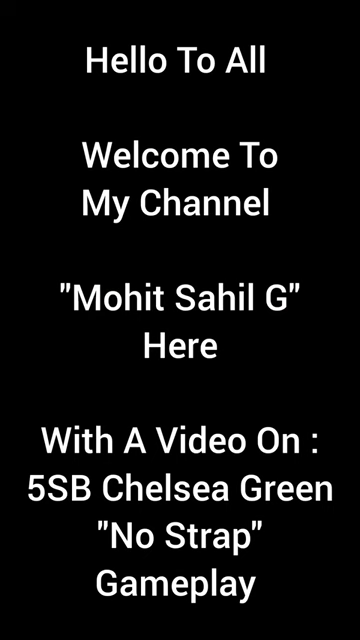 Hello To All
Welcome To
My Channel
"Mohit Sahil G"
Here
With A Video On :
5SB Chelsea Green
"No Strap"
Gameplay